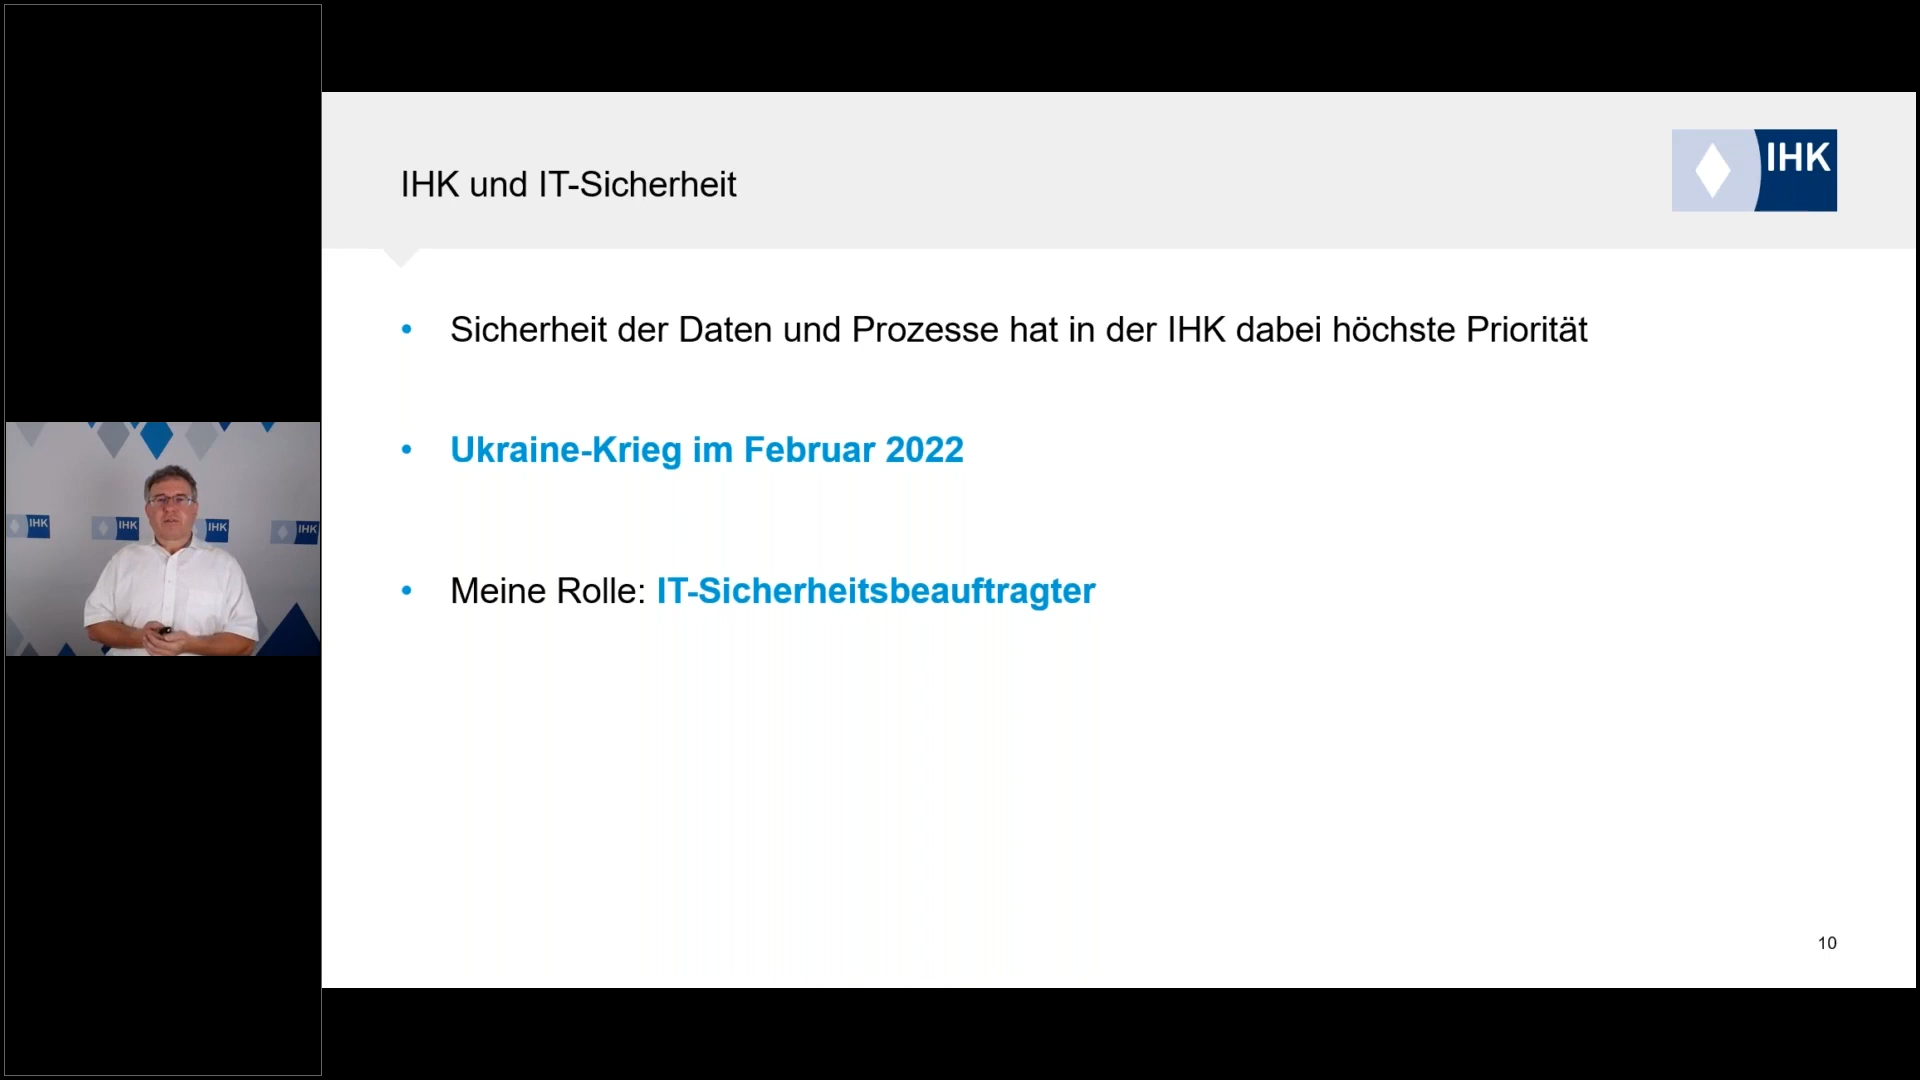 IHK und IT-Sicherheit
IHK
• Sicherheit der Daten und Prozesse hat in der IHK dabei höchste Priorität
• Ukraine-Krieg im Februar 2022
• Meine Rolle: IT-Sicherheitsbeauftragter
IHK IHK IHK IHK
10